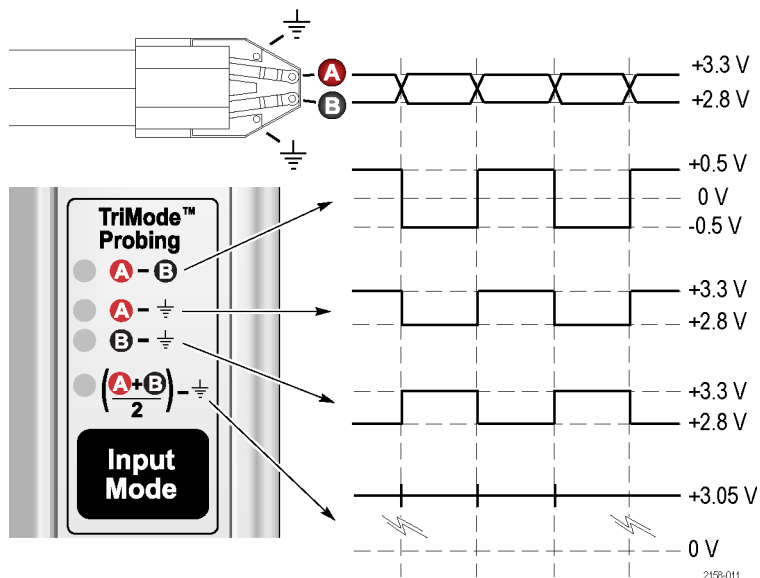 A
B
+3.3 V
+2.8 V
+0.5 V
0 V
-0.5 V
TriMode™
Probing
A - B
A -
B -
(A+B
2) -
Input
Mode
+3.3 V
+2.8 V
+3.3 V
+2.8 V
+3.05 V
0 V
2158-011